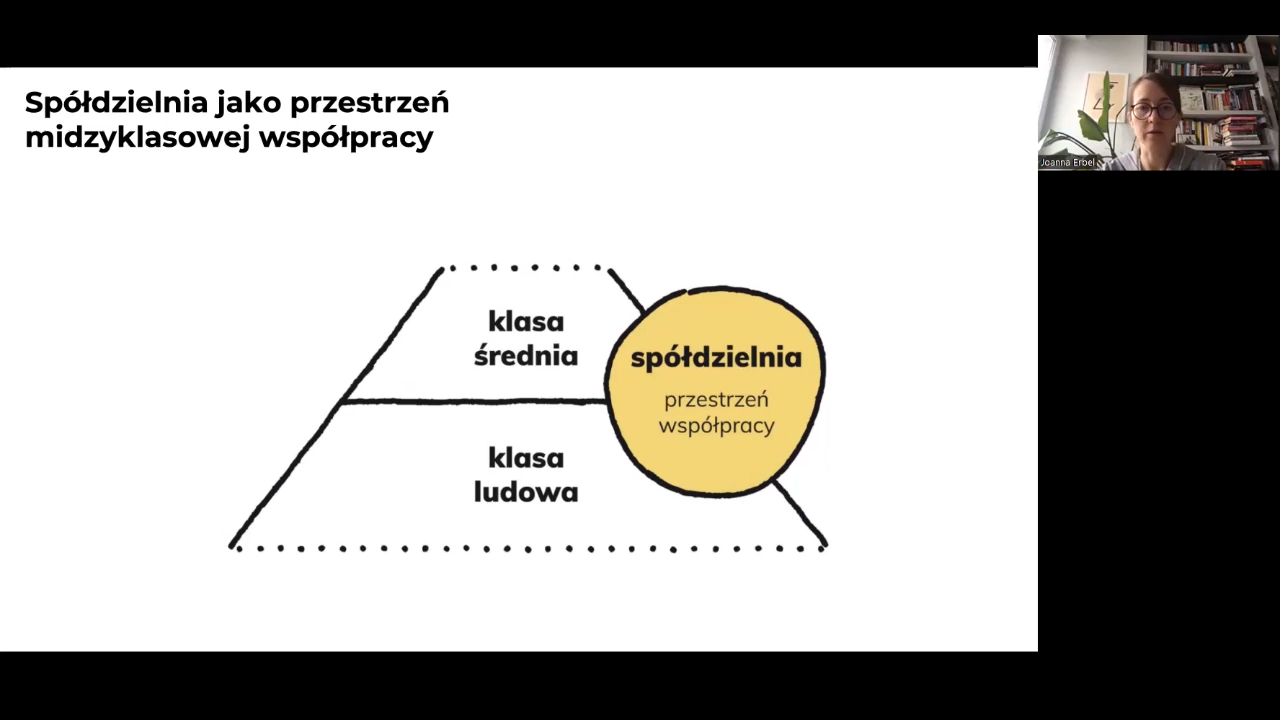 Spółdzielnia jako przestrzeń
midzyklasowej współpracy
klasa
średnia
spółdzielnia
przestrzeń
współpracy
klasa
ludowa
Joanna Erbel